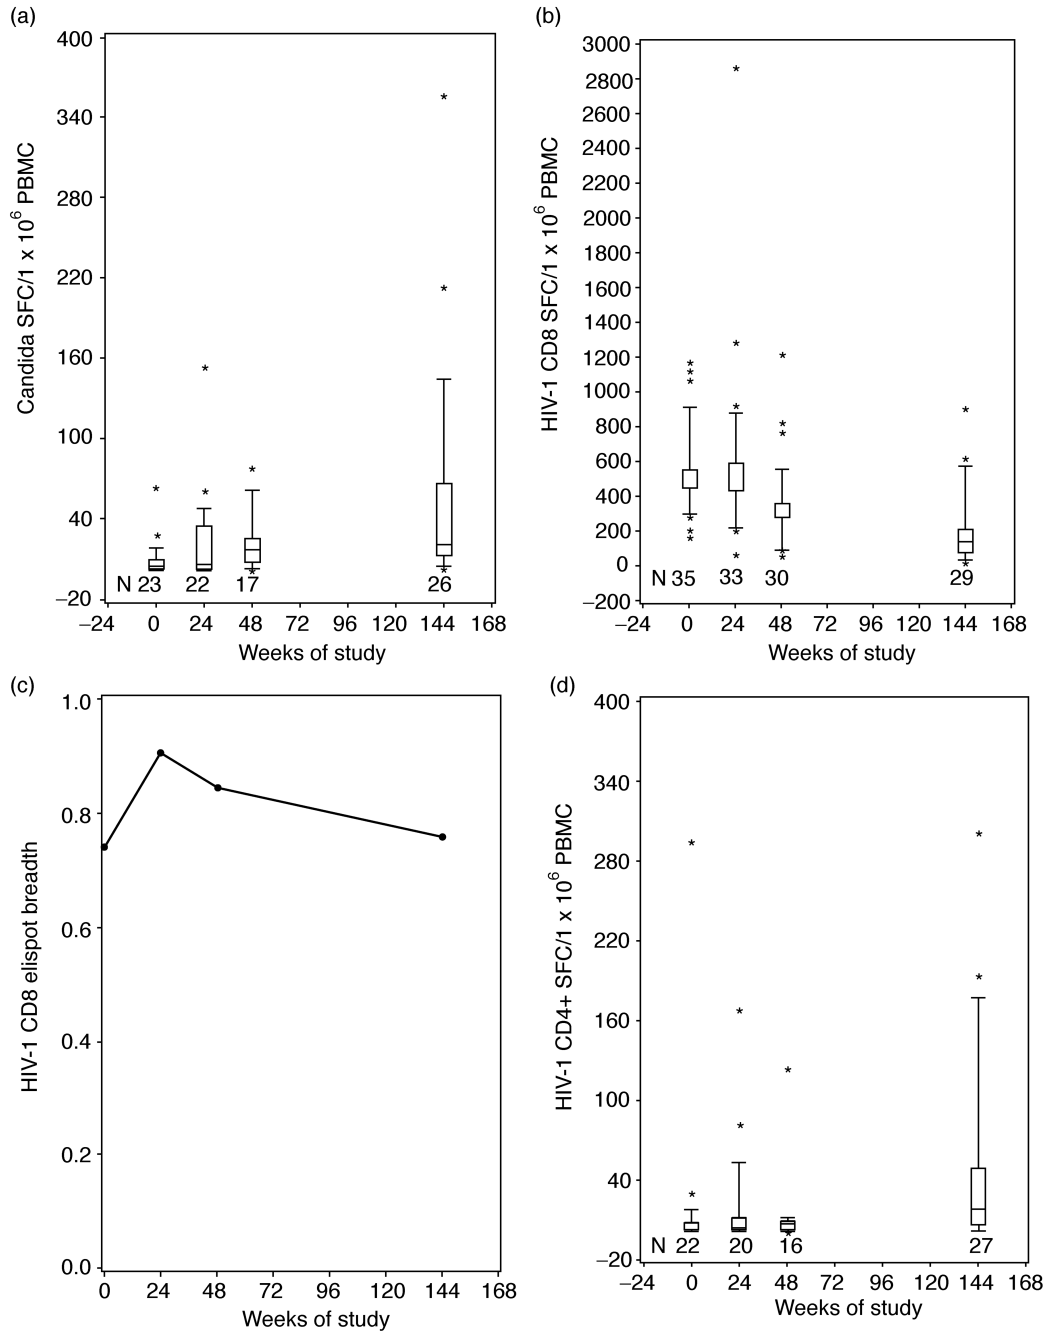 (a)
Candida SFC/1 x 10⁶ PBMC
400
340
280
220
160
100
40
−20
N 23 22 17 26
−24 0 24 48 72 96 120 144 168
Weeks of study
(b)
HIV-1 CD8 SFC/1 x 10⁶ PBMC
3000
2800
2600
2400
2200
2000
1800
1600
1400
1200
1000
800
600
400
200
0
−200
N 35 33 30 29
−24 0 24 48 72 96 120 144 168
Weeks of study
(c)
HIV-1 CD8 elispot breadth
1.0
0.8
0.6
0.4
0.2
0.0
0 24 48 72 96 120 144 168
Weeks of study
(d)
HIV-1 CD4+ SFC/1 x 10⁶ PBMC
400
340
280
220
160
100
40
−20
N 22 20 16 27
−24 0 24 48 72 96 120 144 168
Weeks of study